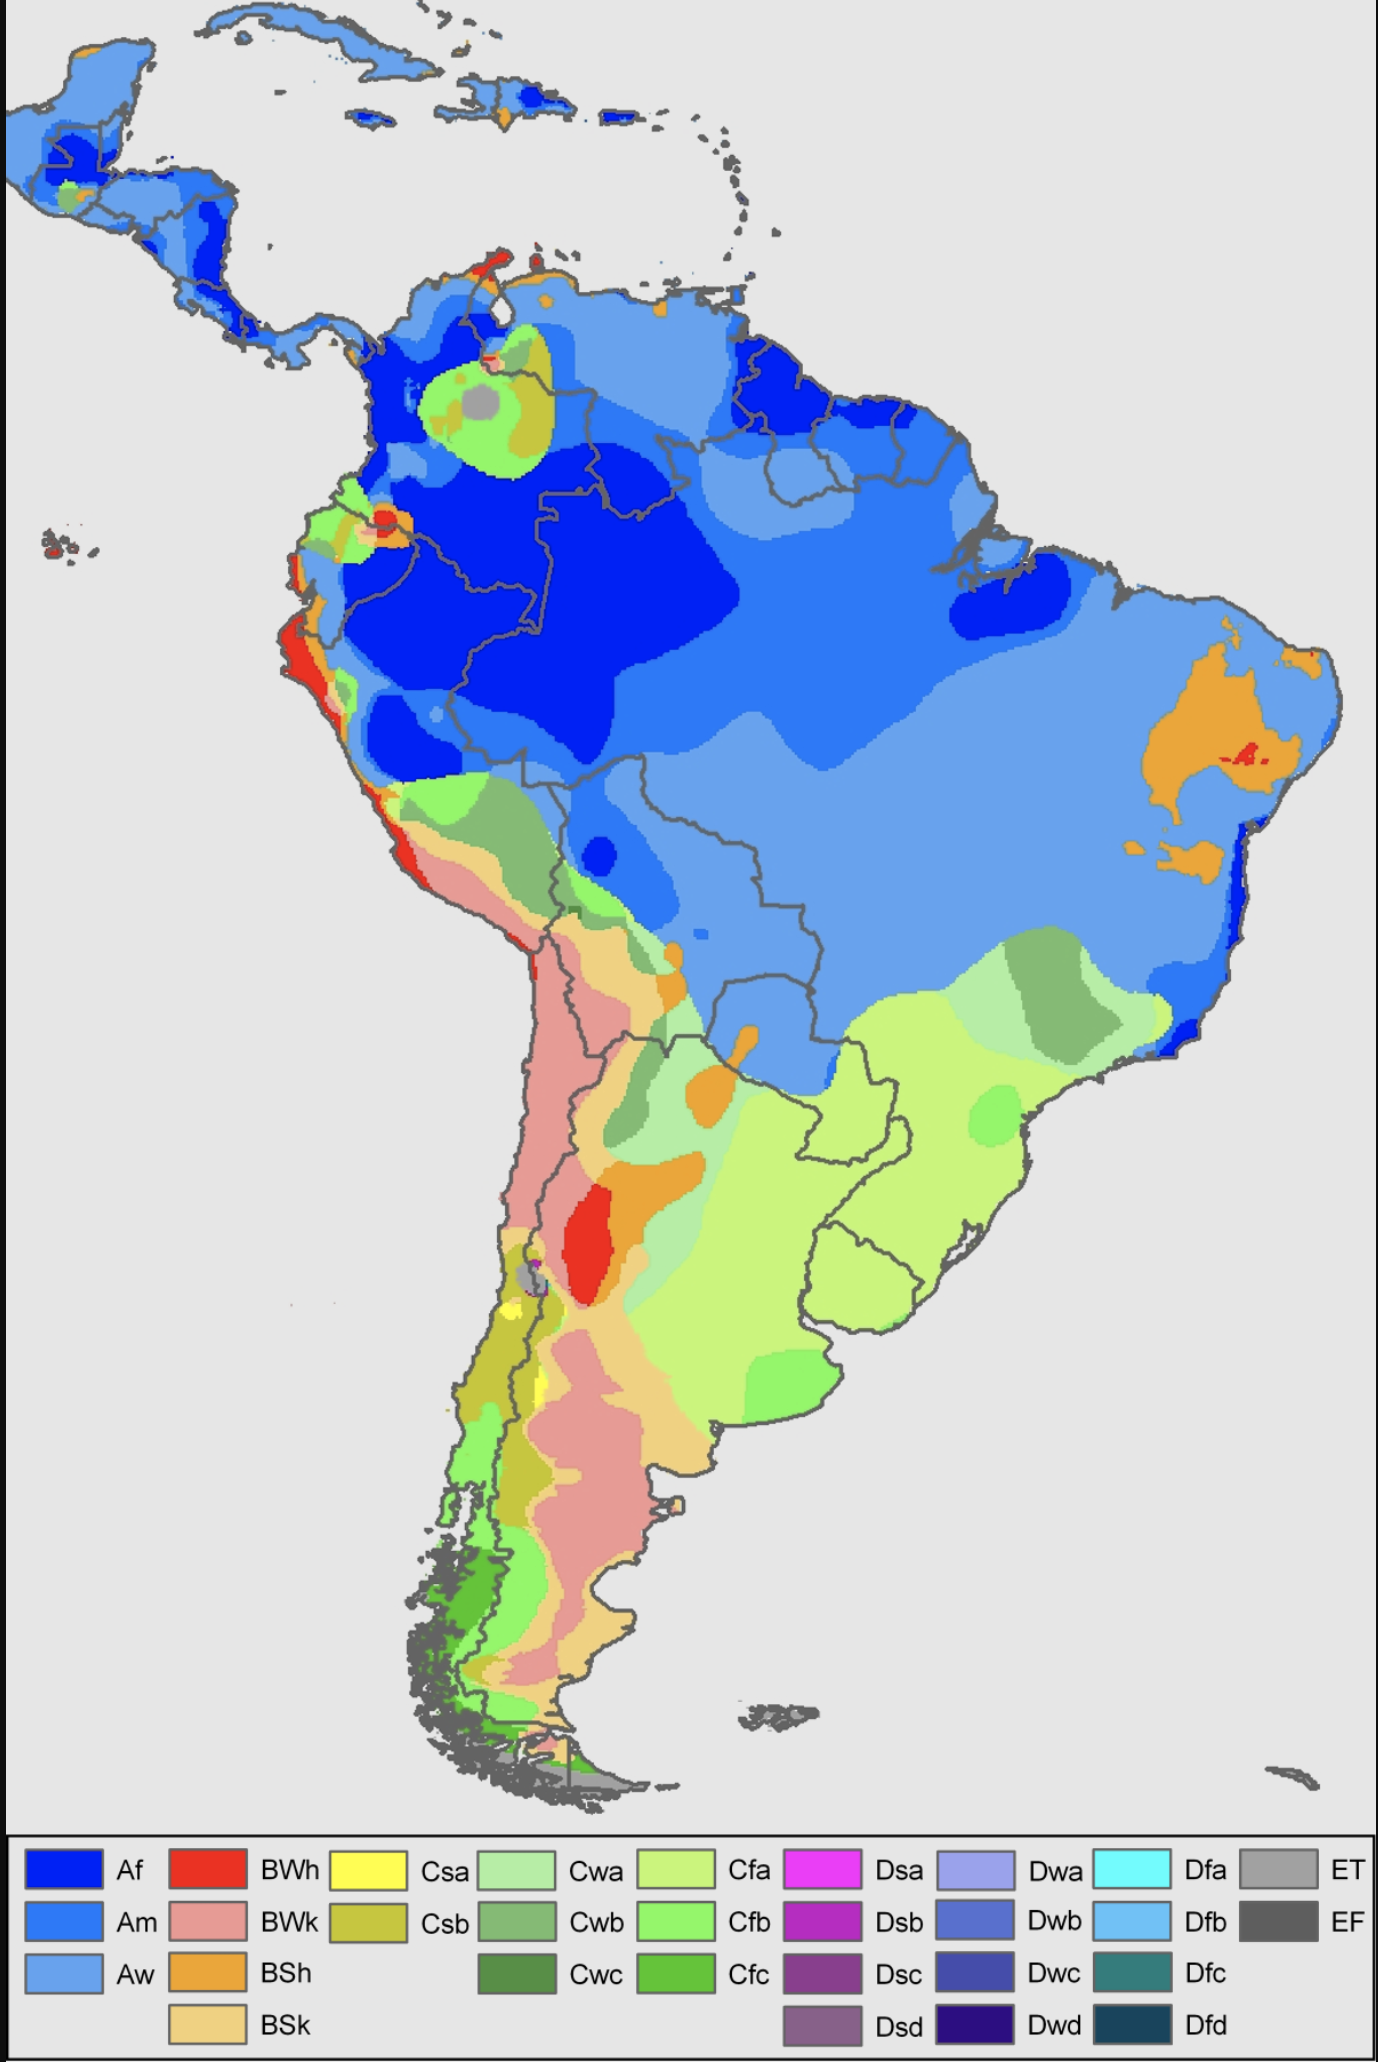 Af BWh Csa Cwa Cfa Dsa Dwa Dfa ET
Am BWk Csb Cwb Cfb Dsb Dwb Dfb EF
Aw BSh Cwc Cfc Dsc Dwc Dfc
BSk Dsd Dwd Dfd